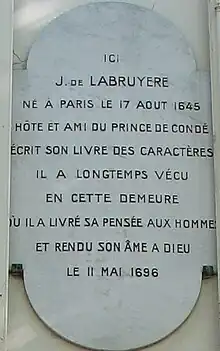 ICI
J. DE LABRUYERE
NÉ À PARIS LE 17 AOUT 1645
HÔTE ET AMI DU PRINCE DE CONDÉ
ÉCRIT SON LIVRE DES CARACTÈRES
IL A LONGTEMPS VÉCU
EN CETTE DEMEURE
OÙ IL A LIVRÉ SA PENSÉE AUX HOMMES
ET RENDU SON ÂME A DIEU
LE 11 MAI 1696